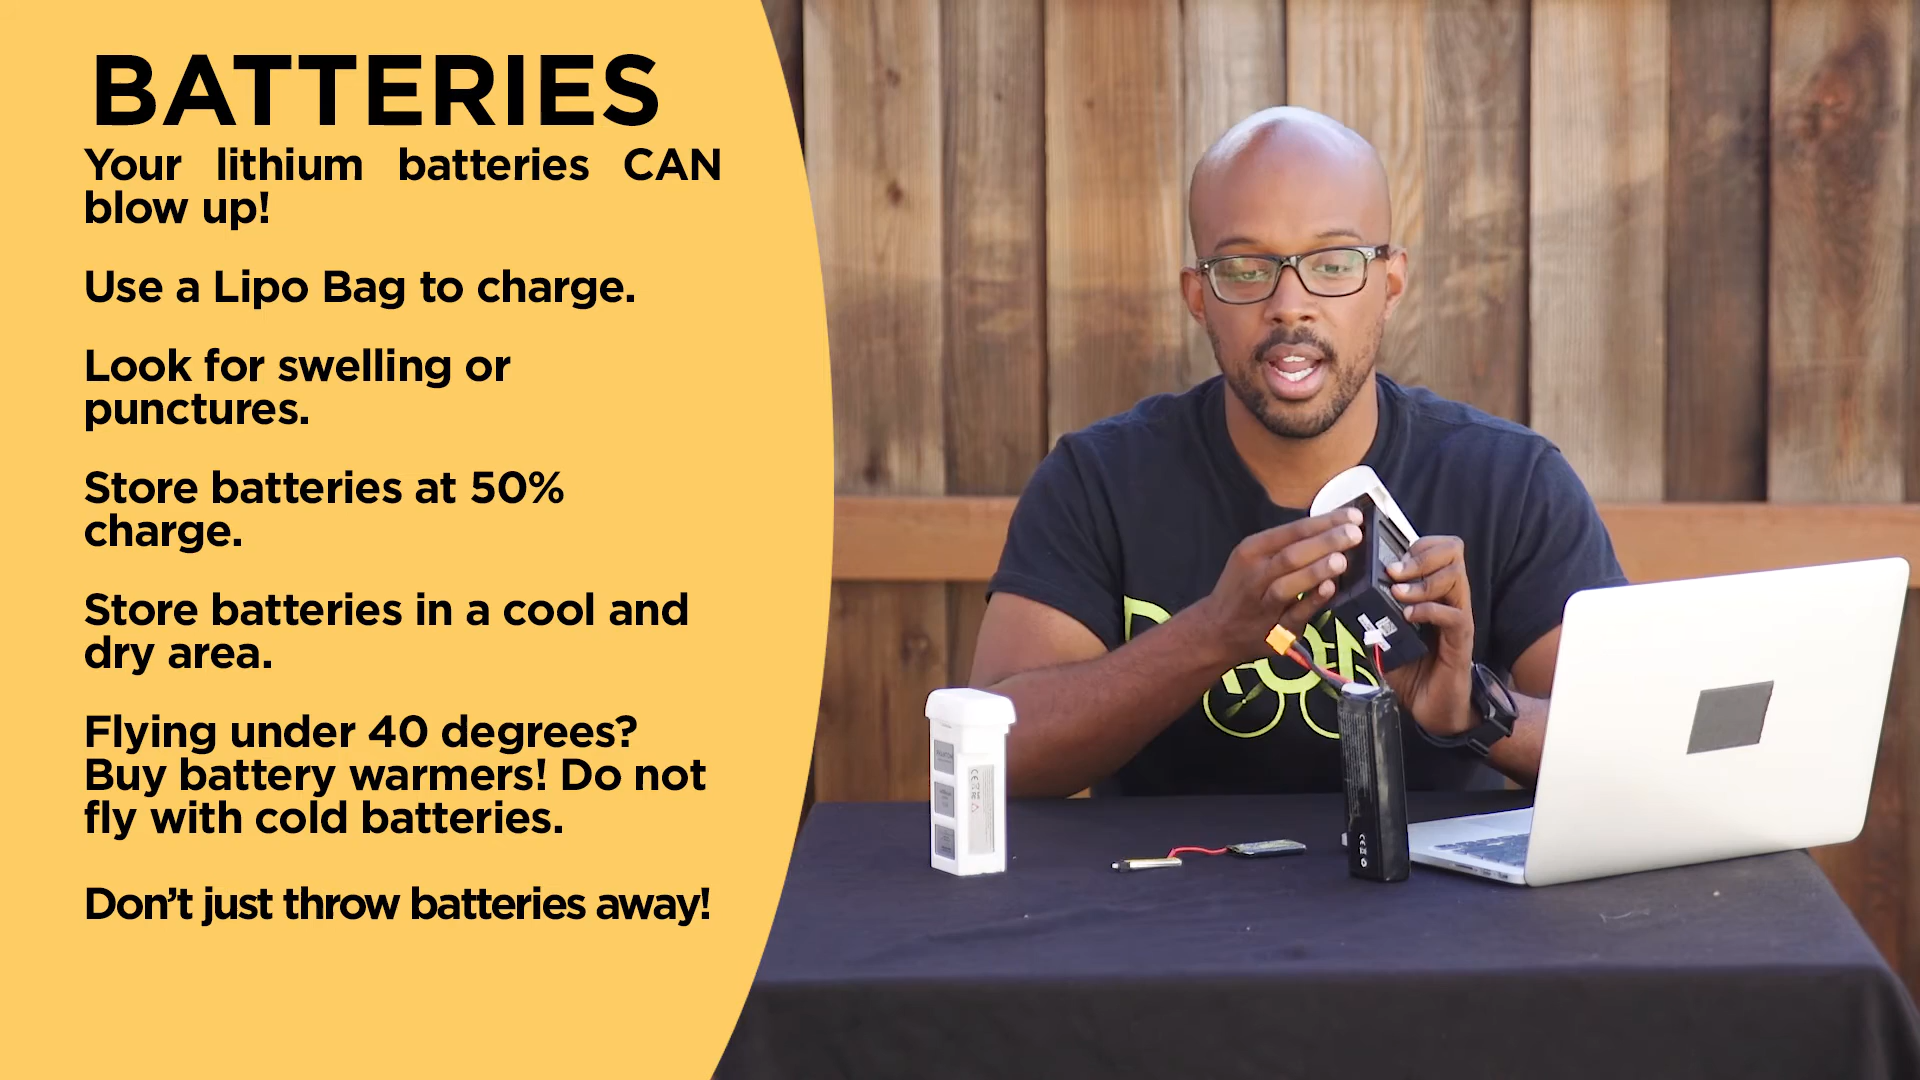 BATTERIES
Your lithium batteries CAN
blow up!
Use a Lipo Bag to charge.
Look for swelling or
punctures.
Store batteries at 50%
charge.
Store batteries in a cool and
dry area.
Flying under 40 degrees?
Buy battery warmers! Do not
fly with cold batteries.
Don't just throw batteries away!